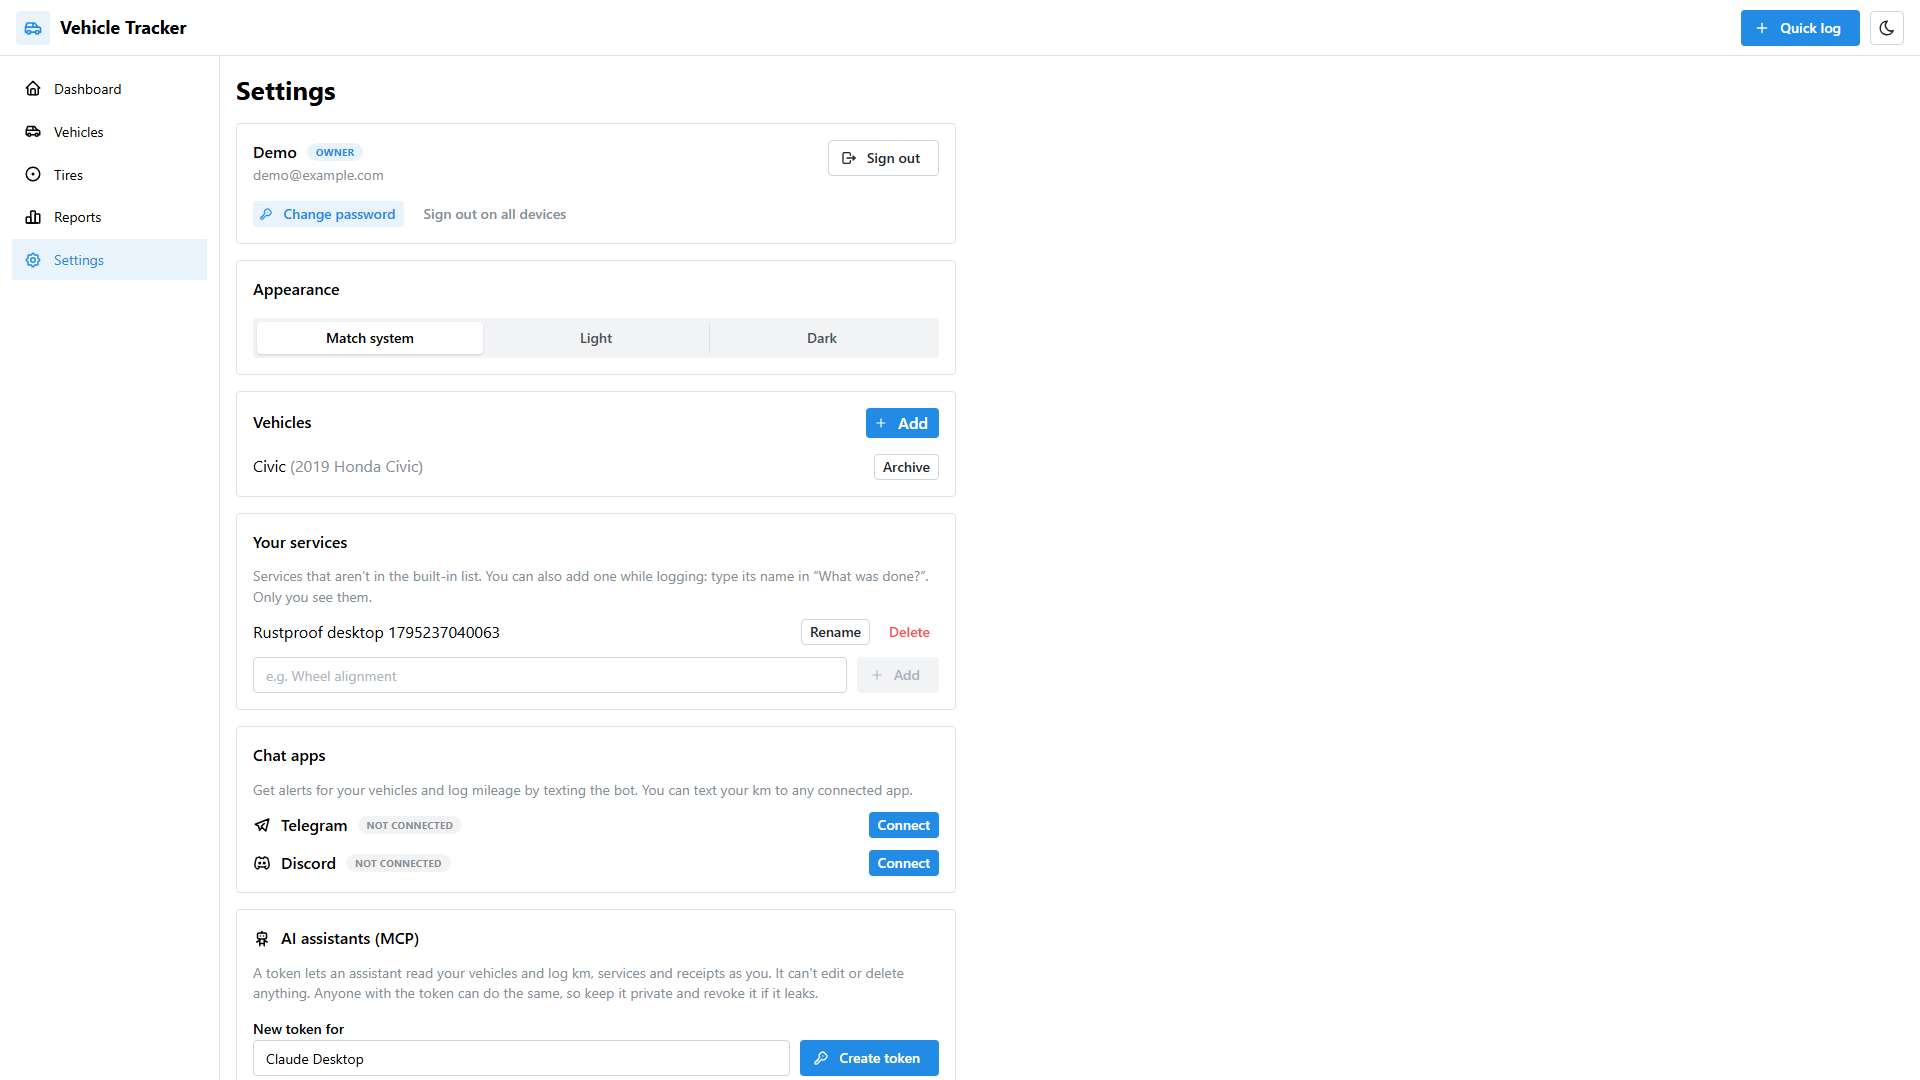 Vehicle Tracker
Quick log
Dashboard
Vehicles
Tires
Reports
Settings
Settings
Demo OWNER
demo@example.com
Sign out
Change password Sign out on all devices
Appearance
Match system Light Dark
Vehicles
Add
Civic (2019 Honda Civic)
Archive
Your services
Services that aren't in the built-in list. You can also add one while logging: type its name in “What was done?”.
Only you see them.
Rustproof desktop 1795237040063
Rename Delete
e.g. Wheel alignment
Add
Chat apps
Get alerts for your vehicles and log mileage by texting the bot. You can text your km to any connected app.
Telegram NOT CONNECTED
Connect
Discord NOT CONNECTED
Connect
AI assistants (MCP)
A token lets an assistant read your vehicles and log km, services and receipts as you. It can't edit or delete
anything. Anyone with the token can do the same, so keep it private and revoke it if it leaks.
New token for
Claude Desktop
Create token